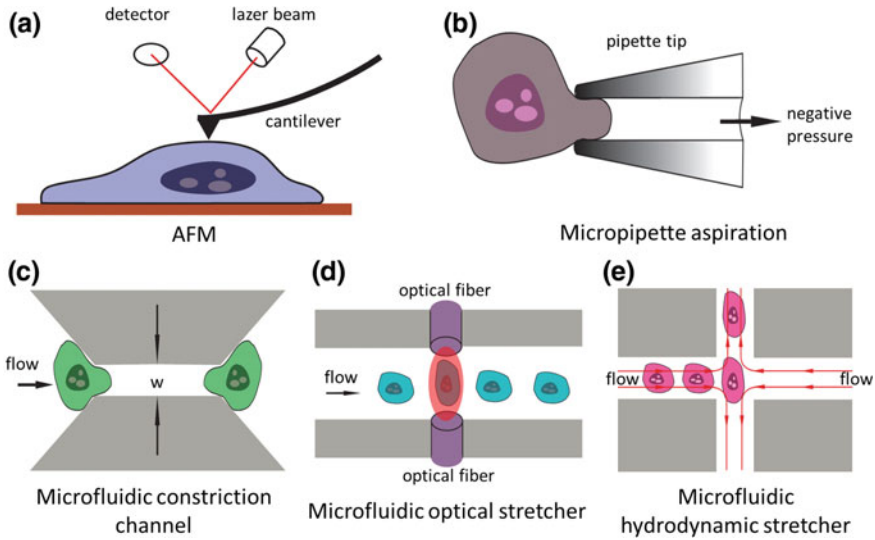 (a)
detector
lazer beam
cantilever
AFM
(b)
pipette tip
negative
pressure
Micropipette aspiration
(c)
flow
w
Microfluidic constriction
channel
(d)
optical fiber
flow
optical fiber
Microfluidic optical stretcher
(e)
flow
flow
Microfluidic
hydrodynamic stretcher